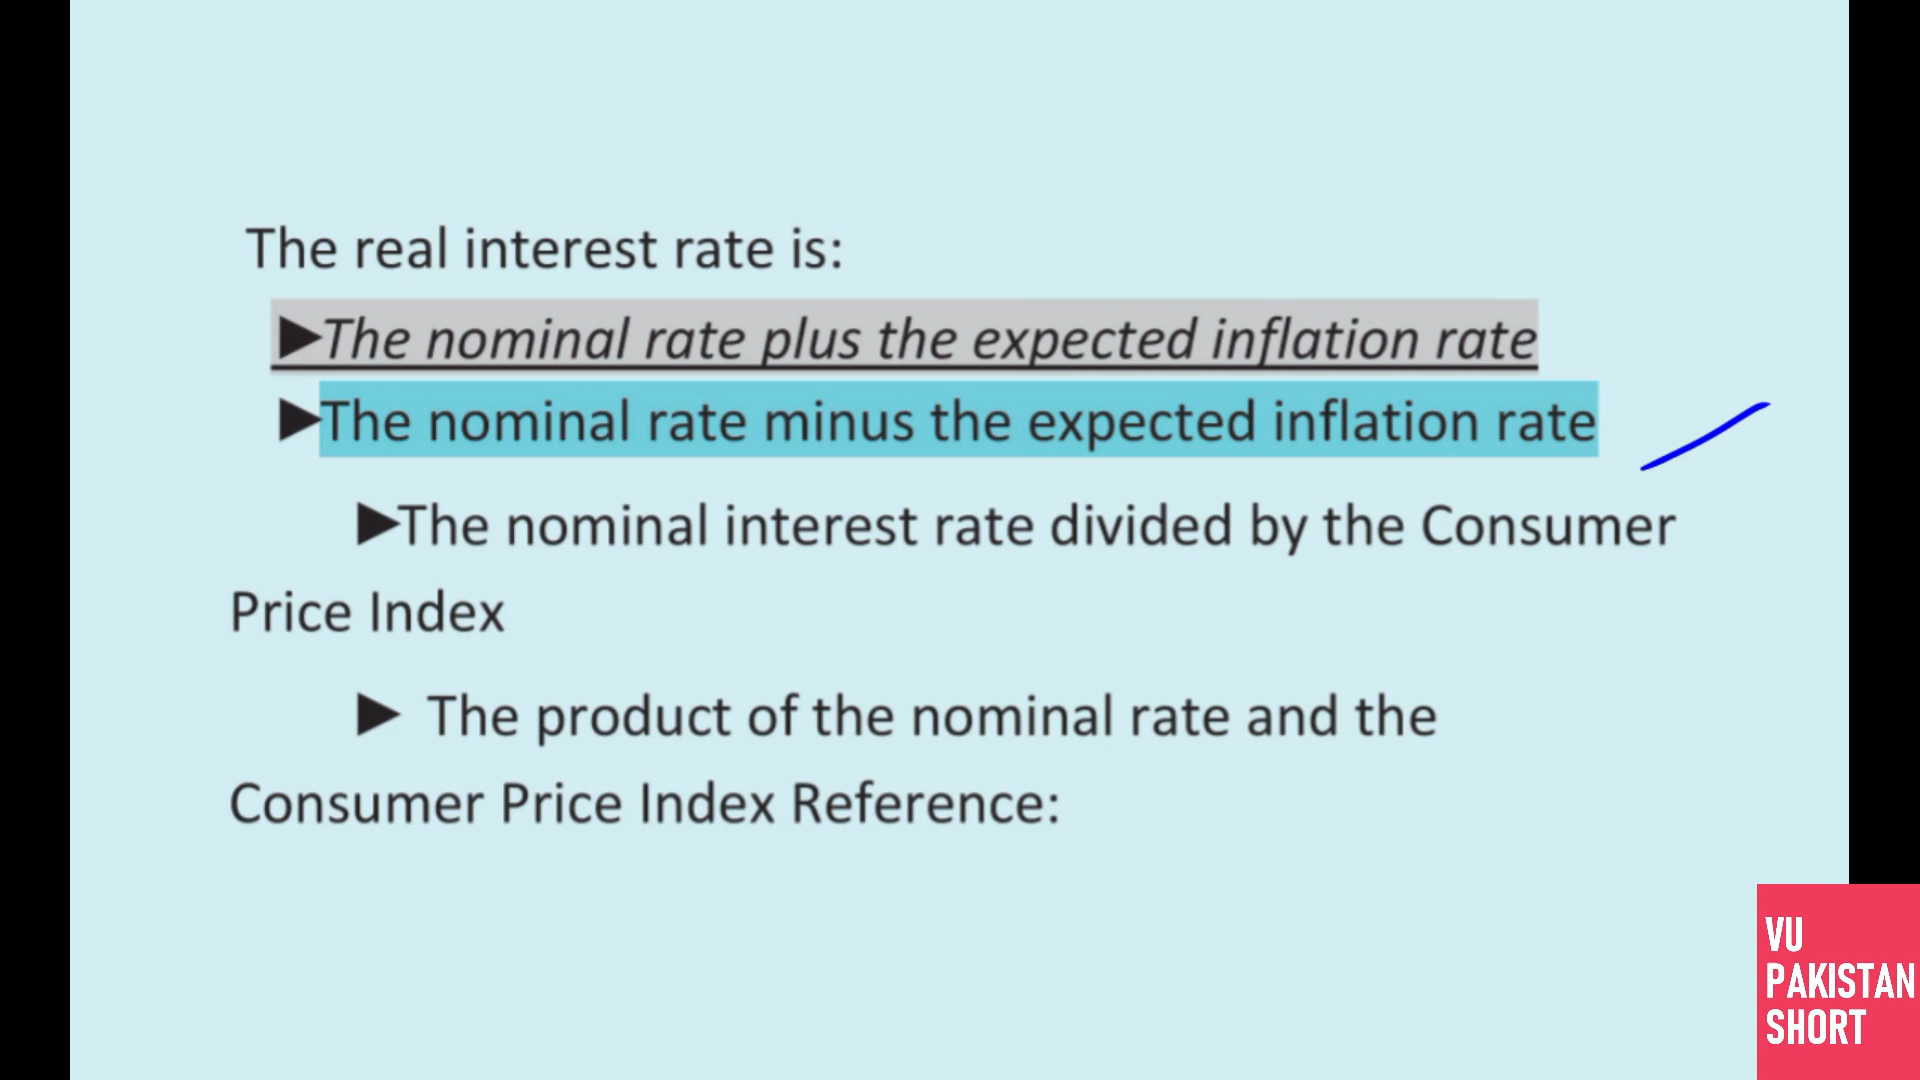 The real interest rate is:
►The nominal rate plus the expected inflation rate
►The nominal rate minus the expected inflation rate
►The nominal interest rate divided by the Consumer
Price Index
► The product of the nominal rate and the
Consumer Price Index Reference:
VU
PAKISTAN
SHORT